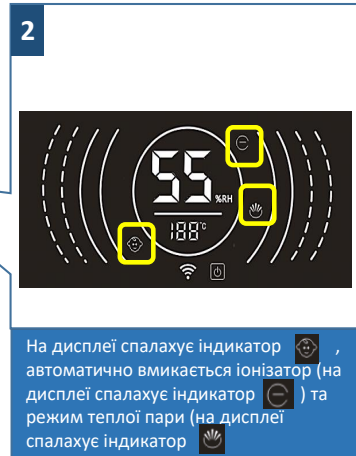 2
55
%RH
188°c
На дисплеї спалахує індикатор ,
автоматично вмикається іонізатор (на
дисплеї спалахує індикатор ) та
режим теплої пари (на дисплеї
спалахує індикатор